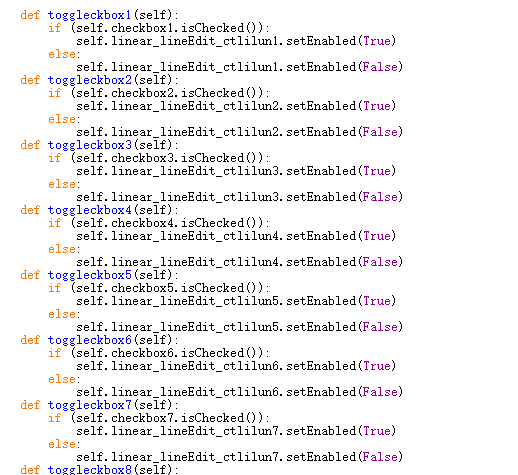 def toggleckbox1(self):
    if (self.checkbox1.isChecked()):
        self.linear_lineEdit_ctlilun1.setEnabled(True)
    else:
        self.linear_lineEdit_ctlilun1.setEnabled(False)
def toggleckbox2(self):
    if (self.checkbox2.isChecked()):
        self.linear_lineEdit_ctlilun2.setEnabled(True)
    else:
        self.linear_lineEdit_ctlilun2.setEnabled(False)
def toggleckbox3(self):
    if (self.checkbox3.isChecked()):
        self.linear_lineEdit_ctlilun3.setEnabled(True)
    else:
        self.linear_lineEdit_ctlilun3.setEnabled(False)
def toggleckbox4(self):
    if (self.checkbox4.isChecked()):
        self.linear_lineEdit_ctlilun4.setEnabled(True)
    else:
        self.linear_lineEdit_ctlilun4.setEnabled(False)
def toggleckbox5(self):
    if (self.checkbox5.isChecked()):
        self.linear_lineEdit_ctlilun5.setEnabled(True)
    else:
        self.linear_lineEdit_ctlilun5.setEnabled(False)
def toggleckbox6(self):
    if (self.checkbox6.isChecked()):
        self.linear_lineEdit_ctlilun6.setEnabled(True)
    else:
        self.linear_lineEdit_ctlilun6.setEnabled(False)
def toggleckbox7(self):
    if (self.checkbox7.isChecked()):
        self.linear_lineEdit_ctlilun7.setEnabled(True)
    else:
        self.linear_lineEdit_ctlilun7.setEnabled(False)
def toggleckbox8(self):